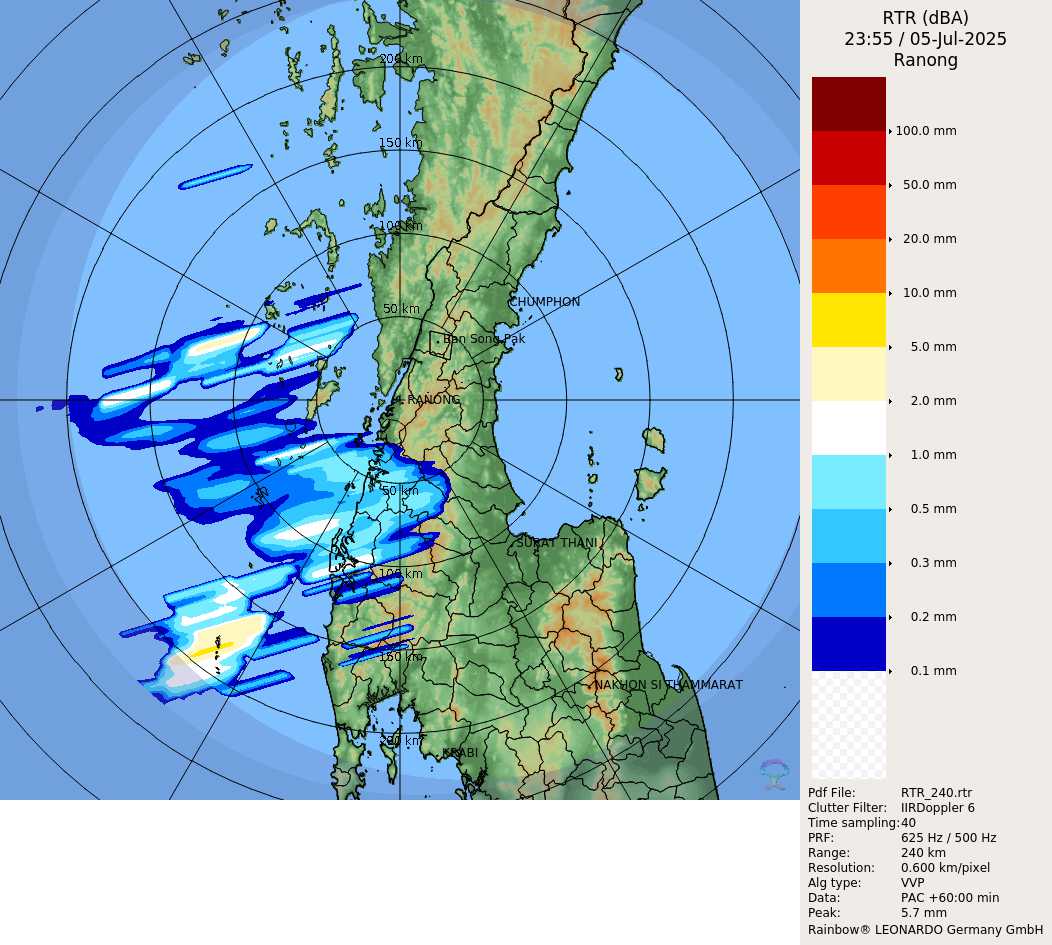 RTR (dBA)
23:55 / 05-Jul-2025
Ranong
100.0 mm
50.0 mm
20.0 mm
10.0 mm
5.0 mm
2.0 mm
1.0 mm
0.5 mm
0.3 mm
0.2 mm
0.1 mm
200 km
150 km
100 km
50 km
CHUMPHON
Ban Song Pak
RANONG
50 km
SURAT THANI
100 km
150 km
NAKHON SI THAMMARAT
200 km
KRABI
Pdf File: RTR_240.rtr
Clutter Filter: IIRDoppler 6
Time sampling:40
PRF: 625 Hz / 500 Hz
Range: 240 km
Resolution: 0.600 km/pixel
Alg type: VVP
Data: PAC +60:00 min
Peak: 5.7 mm
Rainbow® LEONARDO Germany GmbH